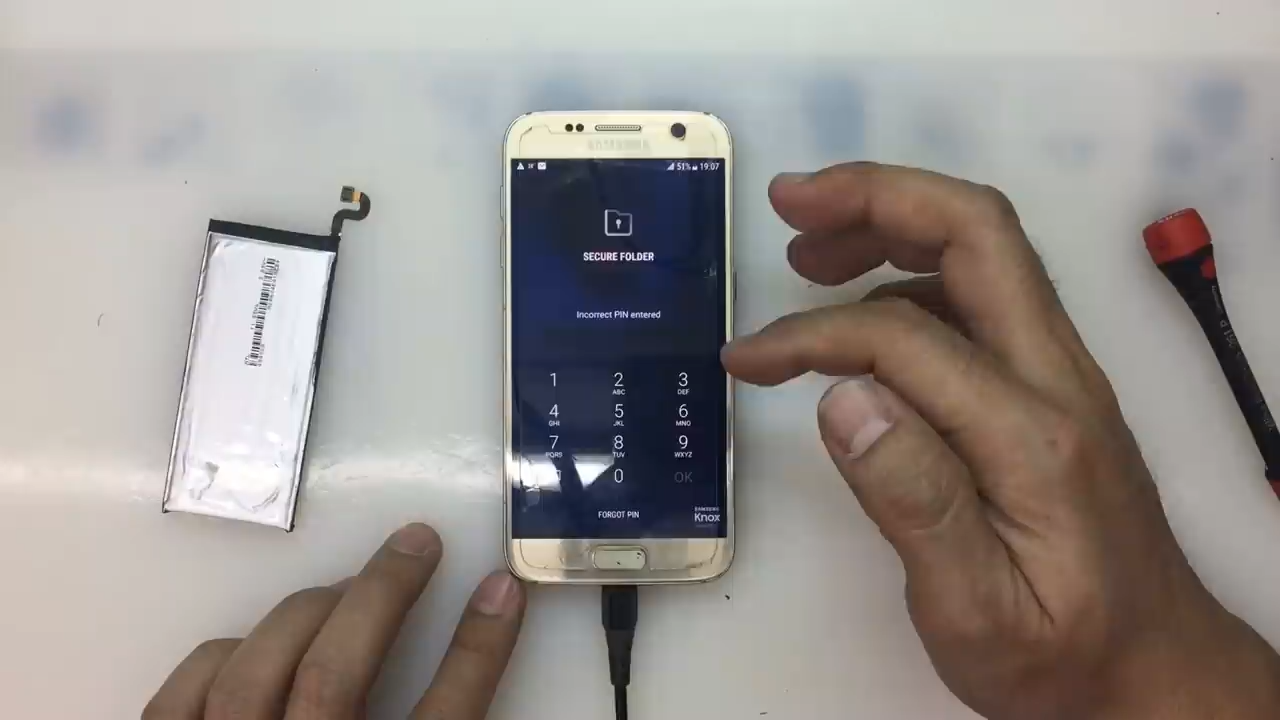 SAMSUNG
51% 19:07
SECURE FOLDER
Incorrect PIN entered
1 2 3
ABC DEF
4 5 6
GHI JKL MNO
7 8 9
PQRS TUV WXYZ
0 OK
FORGOT PIN
SAMSUNG
Knox